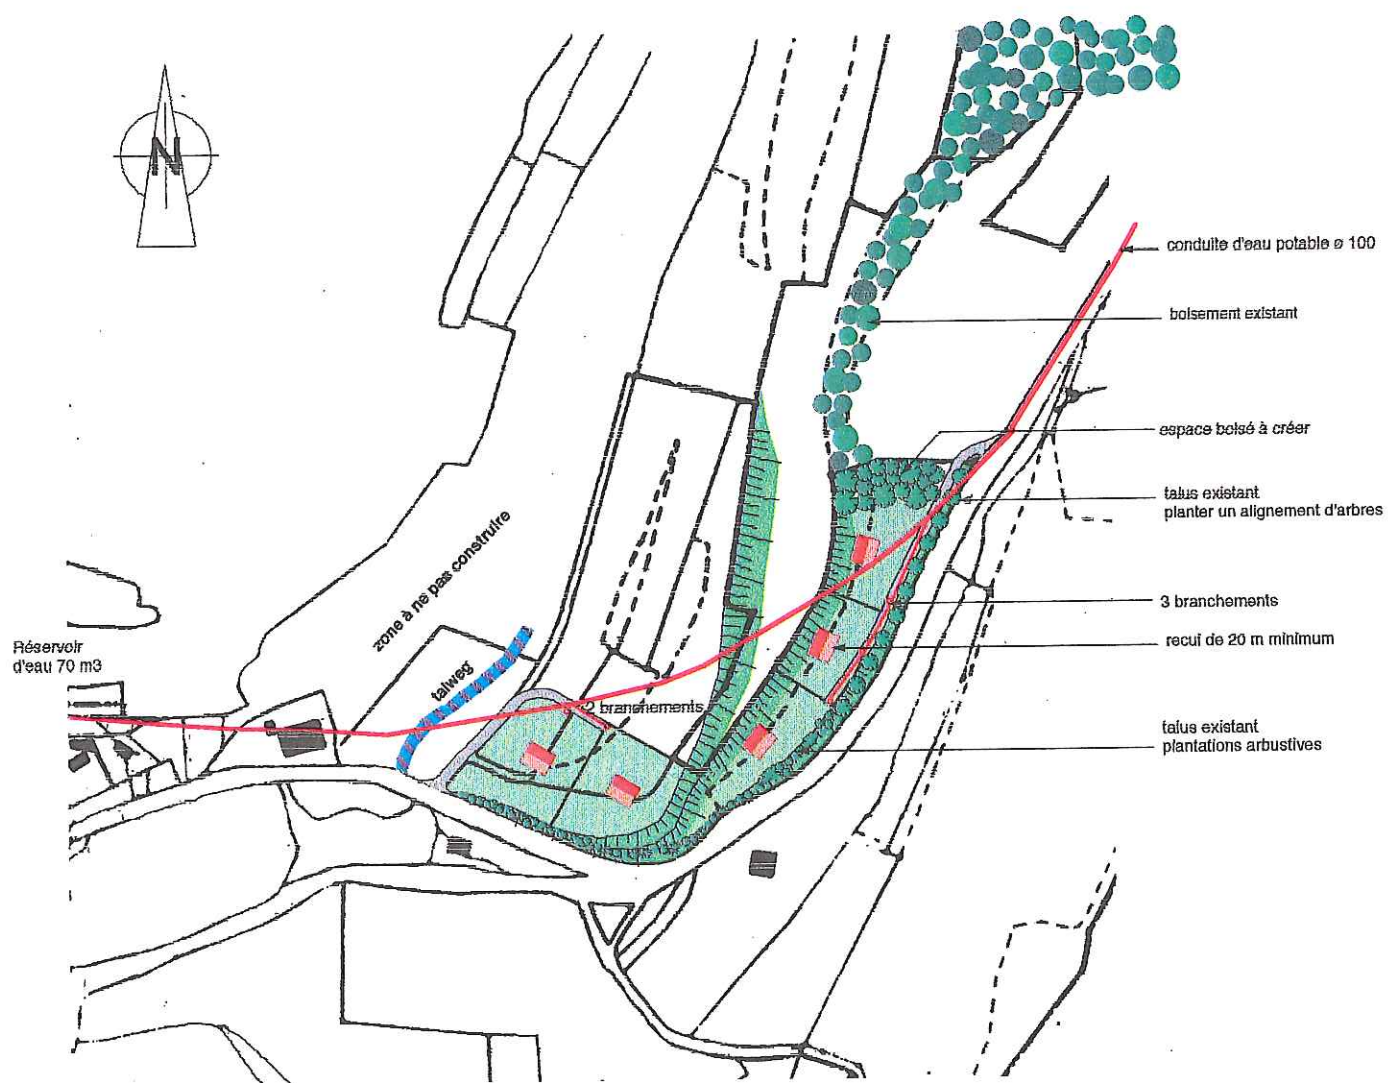 N
conduite d'eau potable ø 100
boisement existant
espace boisé à créer
talus existant
planter un alignement d'arbres
zone à ne pas construire
3 branchements
Réservoir
d'eau 70 m3
recul de 20 m minimum
talweg
2 branchements
talus existant
plantations arbustives